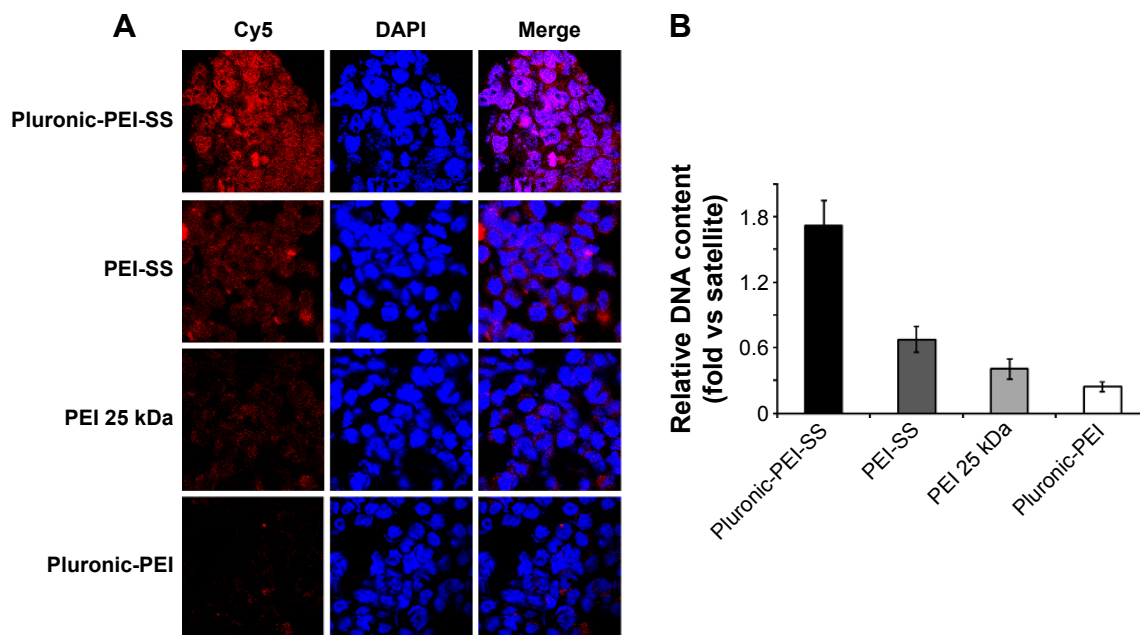 A
Cy5
DAPI
Merge
Pluronic-PEI-SS
PEI-SS
PEI 25 kDa
Pluronic-PEI
B
Relative DNA content
(fold vs satellite)
1.8
1.2
0.6
0
Pluronic-PEI-SS
PEI-SS
PEI 25 kDa
Pluronic-PEI